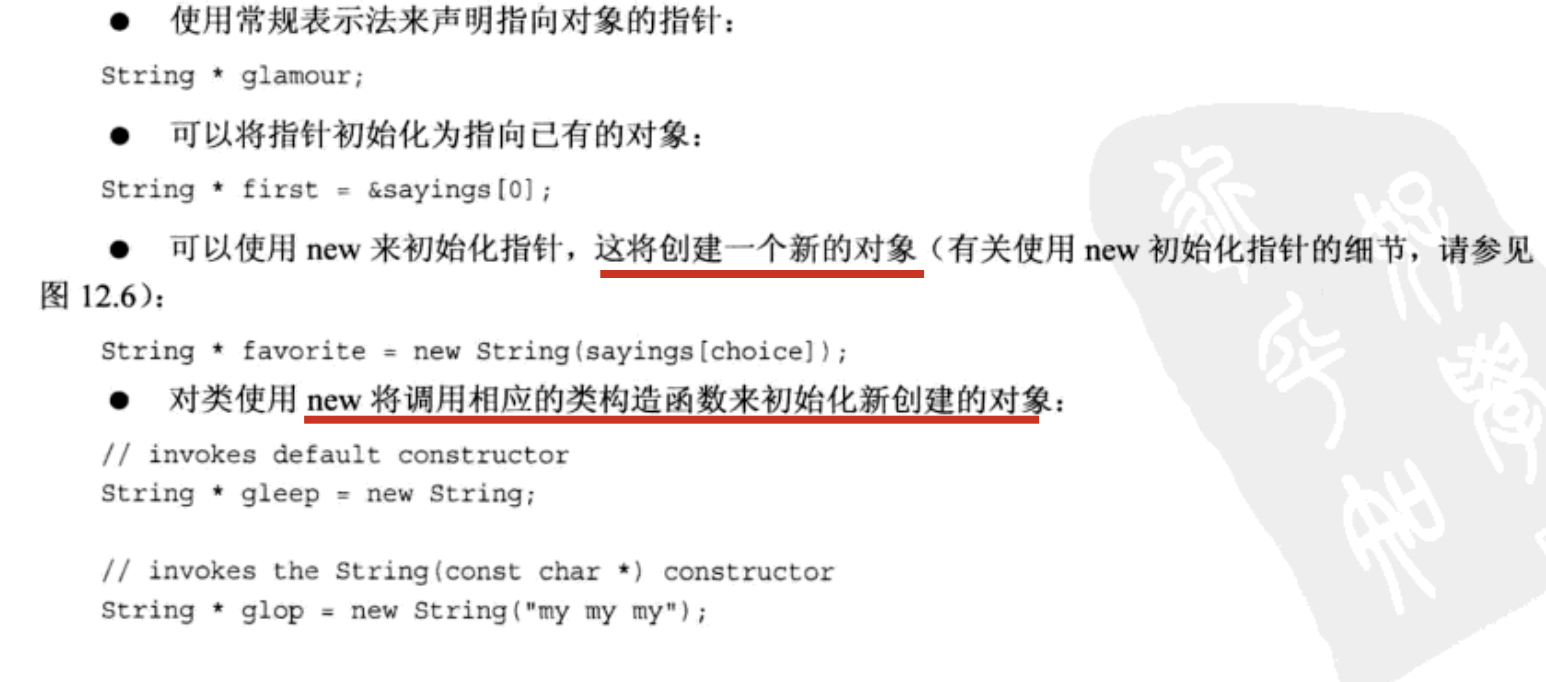 ● 使用常规表示法来声明指向对象的指针：
String * glamour;
● 可以将指针初始化为指向已有的对象：
String * first = &sayings[0];
● 可以使用 new 来初始化指针，这将创建一个新的对象（有关使用 new 初始化指针的细节，请参见
图 12.6）：
String * favorite = new String(sayings[choice]);
● 对类使用 new 将调用相应的类构造函数来初始化新创建的对象：
// invokes default constructor
String * gleep = new String;
// invokes the String(const char *) constructor
String * glop = new String("my my my");